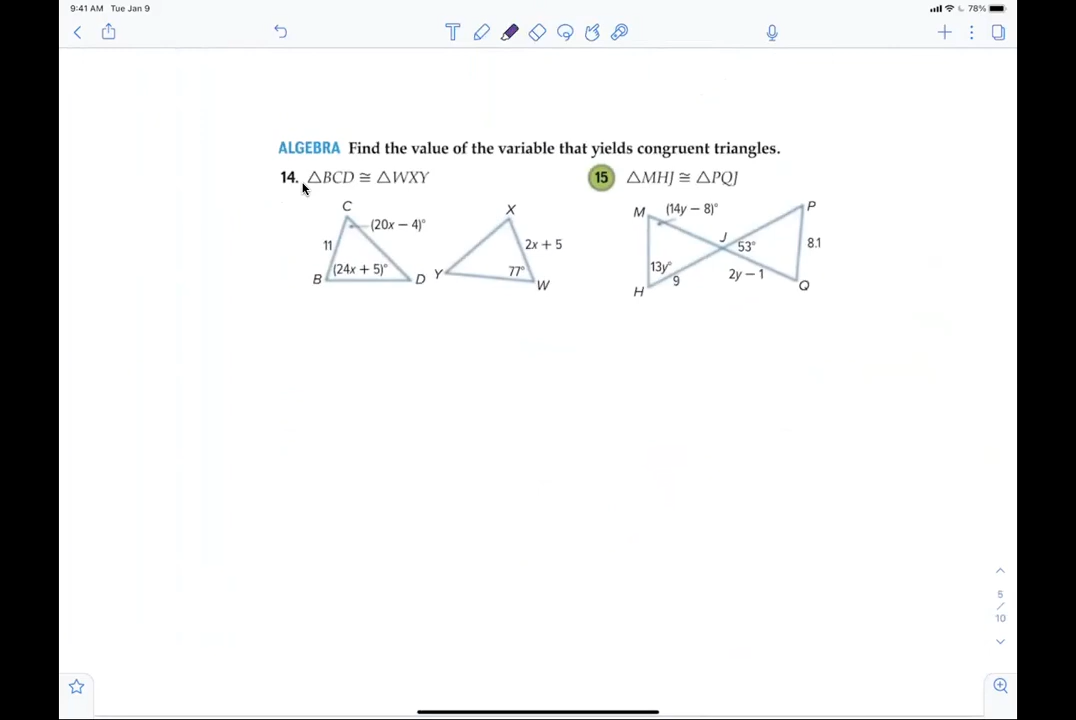 9:41 AM Tue Jan 9
78%
ALGEBRA Find the value of the variable that yields congruent triangles.
14. △BCD ≅ △WXY
15 △MHJ ≅ △PQJ
C
(20x – 4)°
11
(24x + 5)°
B
D
X
2x + 5
Y
77°
W
M
(14y – 8)°
P
J
53°
8.1
13y°
9
2y – 1
H
Q
5
/
10